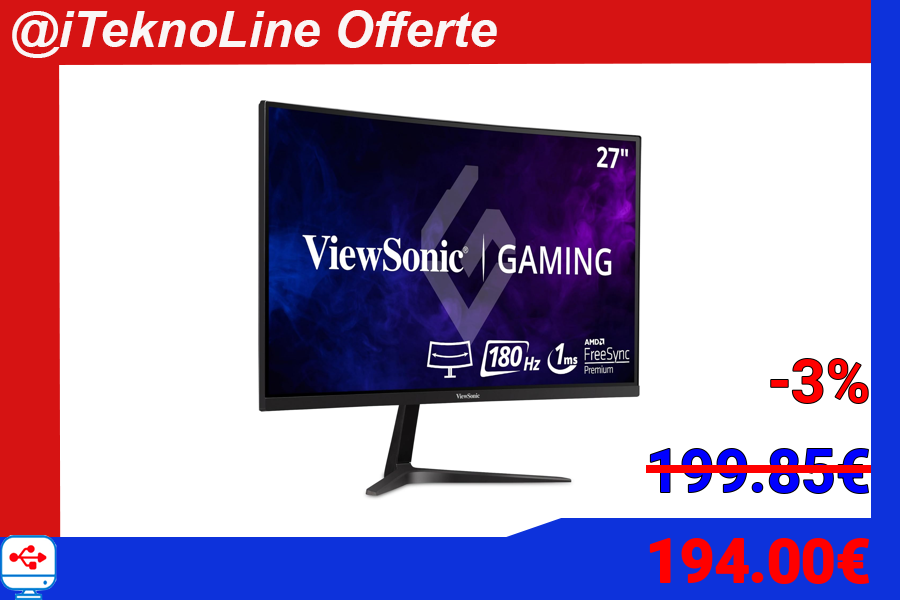 @iTeknoLine Offerte
27"
ViewSonic® | GAMING
180Hz
1ms
AMD
FreeSync
Premium
ViewSonic
-3%
199.85€
194.00€